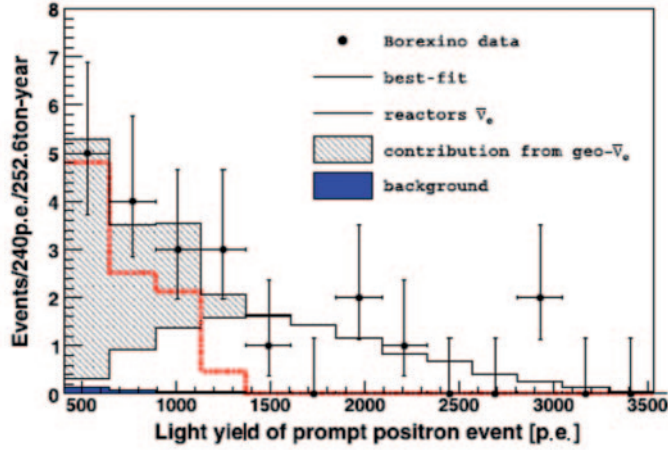 8
7
6
5
4
3
2
1
0
Events/240p.e./252.6ton-year
Borexino data
best-fit
reactors ν̅e
contribution from geo-ν̅e
background
500 1000 1500 2000 2500 3000 3500
Light yield of prompt positron event [p.e.]